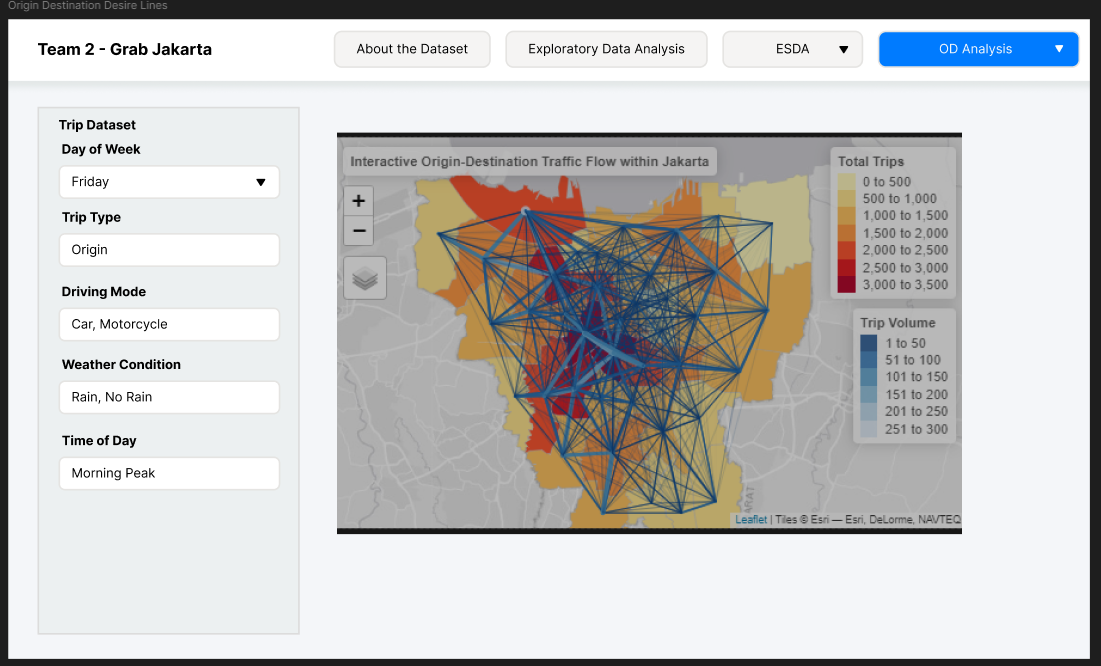 Origin Destination Desire Lines
Team 2 - Grab Jakarta
About the Dataset
Exploratory Data Analysis
ESDA
OD Analysis
Trip Dataset
Day of Week
Friday
Trip Type
Origin
Driving Mode
Car, Motorcycle
Weather Condition
Rain, No Rain
Time of Day
Morning Peak
Interactive Origin-Destination Traffic Flow within Jakarta
+
−
Total Trips
0 to 500
500 to 1,000
1,000 to 1,500
1,500 to 2,000
2,000 to 2,500
2,500 to 3,000
3,000 to 3,500
Trip Volume
1 to 50
51 to 100
101 to 150
151 to 200
201 to 250
251 to 300
Leaflet | Tiles © Esri — Esri, DeLorme, NAVTEQ